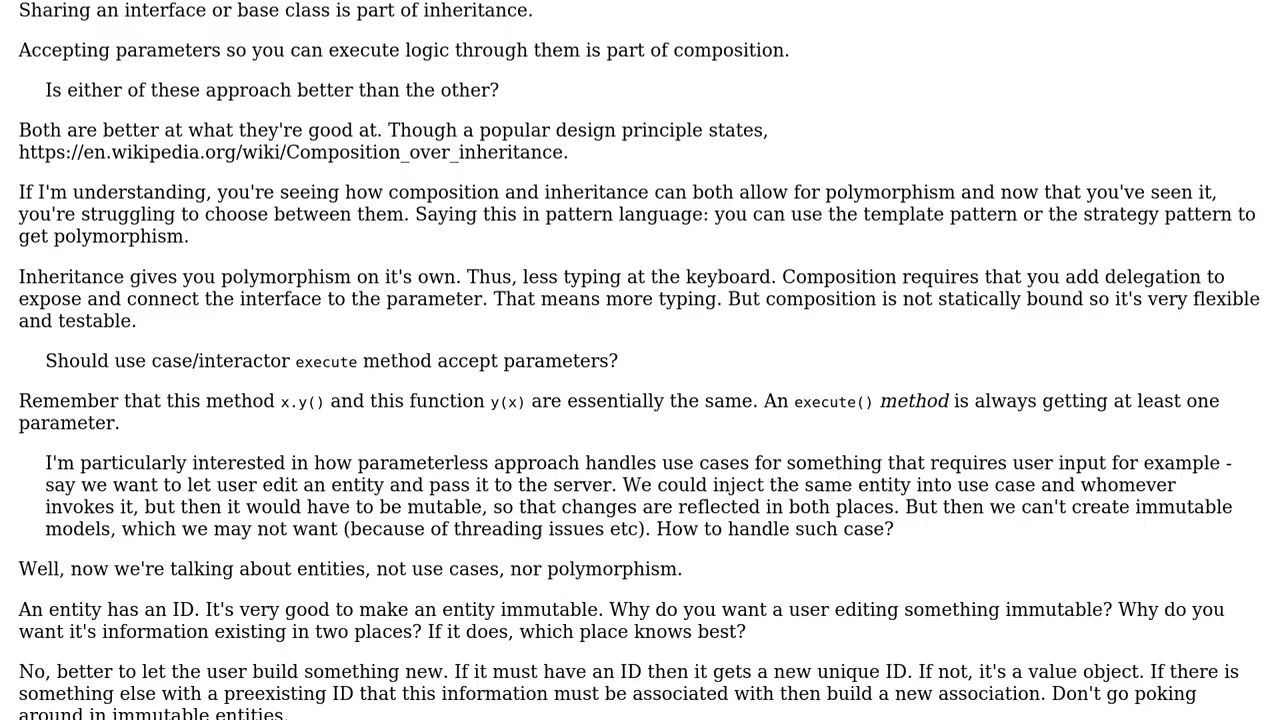 Sharing an interface or base class is part of inheritance.
Accepting parameters so you can execute logic through them is part of composition.
Is either of these approach better than the other?
Both are better at what they're good at. Though a popular design principle states,
https://en.wikipedia.org/wiki/Composition_over_inheritance.
If I'm understanding, you're seeing how composition and inheritance can both allow for polymorphism and now that you've seen it,
you're struggling to choose between them. Saying this in pattern language: you can use the template pattern or the strategy pattern to
get polymorphism.
Inheritance gives you polymorphism on it's own. Thus, less typing at the keyboard. Composition requires that you add delegation to
expose and connect the interface to the parameter. That means more typing. But composition is not statically bound so it's very flexible
and testable.
Should use case/interactor execute method accept parameters?
Remember that this method x.y() and this function y(x) are essentially the same. An execute() method is always getting at least one
parameter.
I'm particularly interested in how parameterless approach handles use cases for something that requires user input for example -
say we want to let user edit an entity and pass it to the server. We could inject the same entity into use case and whomever
invokes it, but then it would have to be mutable, so that changes are reflected in both places. But then we can't create immutable
models, which we may not want (because of threading issues etc). How to handle such case?
Well, now we're talking about entities, not use cases, nor polymorphism.
An entity has an ID. It's very good to make an entity immutable. Why do you want a user editing something immutable? Why do you
want it's information existing in two places? If it does, which place knows best?
No, better to let the user build something new. If it must have an ID then it gets a new unique ID. If not, it's a value object. If there is
something else with a preexisting ID that this information must be associated with then build a new association. Don't go poking
around in immutable entities.